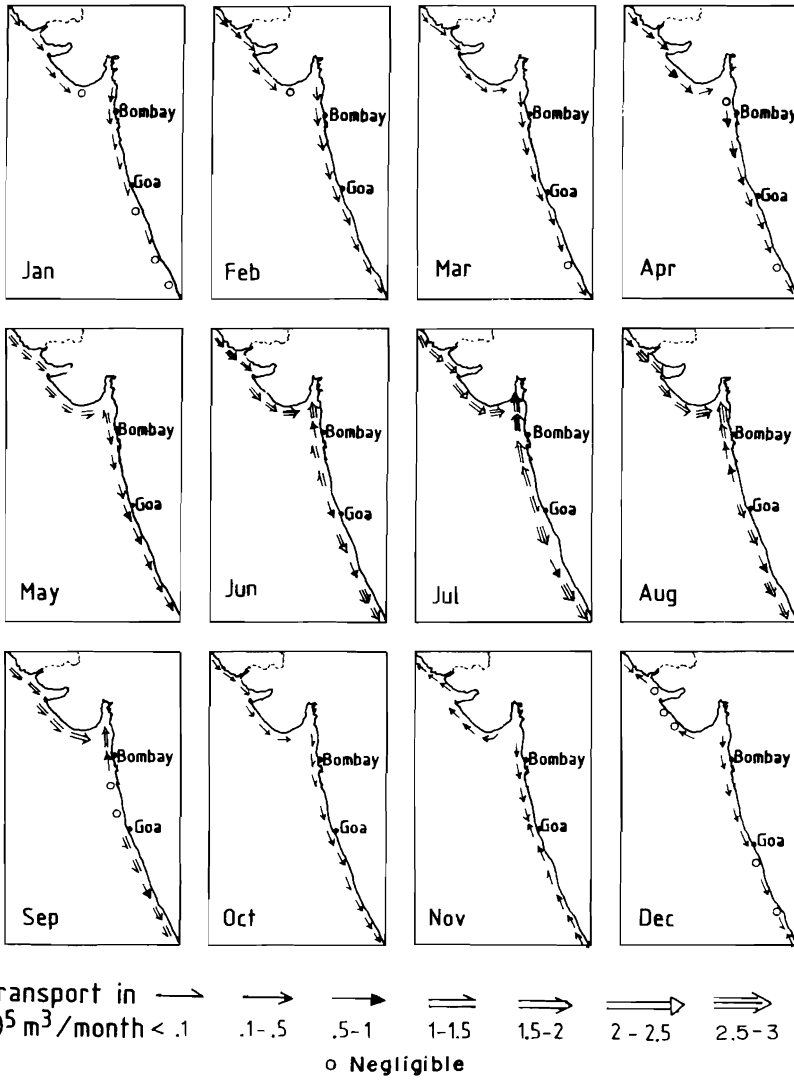 Bombay Bombay Bombay Bombay
Goa Goa Goa Goa
Jan Feb Mar Apr
Bombay Bombay Bombay Bombay
Goa Goa Goa Goa
May Jun Jul Aug
Bombay Bombay Bombay Bombay
Goa Goa Goa Goa
Sep Oct Nov Dec
ransport in
5 m3/month < .1 .1-.5 .5-1 1-1.5 1.5-2 2-2.5 2.5-3
o Negligible